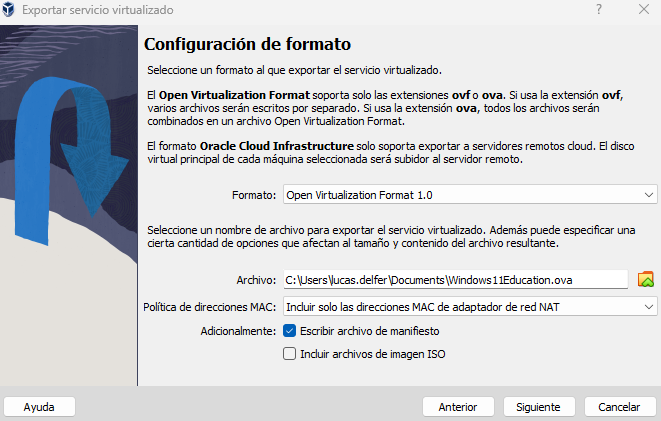 Exportar servicio virtualizado
Configuración de formato
Seleccione un formato al que exportar el servicio virtualizado.
El Open Virtualization Format soporta solo las extensiones ovf o ova. Si usa la extensión ovf,
varios archivos serán escritos por separado. Si usa la extensión ova, todos los archivos serán
combinados en un archivo Open Virtualization Format.
El formato Oracle Cloud Infrastructure solo soporta exportar a servidores remotos cloud. El disco
virtual principal de cada máquina seleccionada será subidor al servidor remoto.
Formato: Open Virtualization Format 1.0
Seleccione un nombre de archivo para exportar el servicio virtualizado. Además puede especificar una
cierta cantidad de opciones que afectan al tamaño y contenido del archivo resultante.
Archivo: C:\Users\lucas.delfer\Documents\Windows11Education.ova
Política de direcciones MAC: Incluir solo las direcciones MAC de adaptador de red NAT
Adicionalmente: Escribir archivo de manifiesto
Incluir archivos de imagen ISO
Ayuda Anterior Siguiente Cancelar